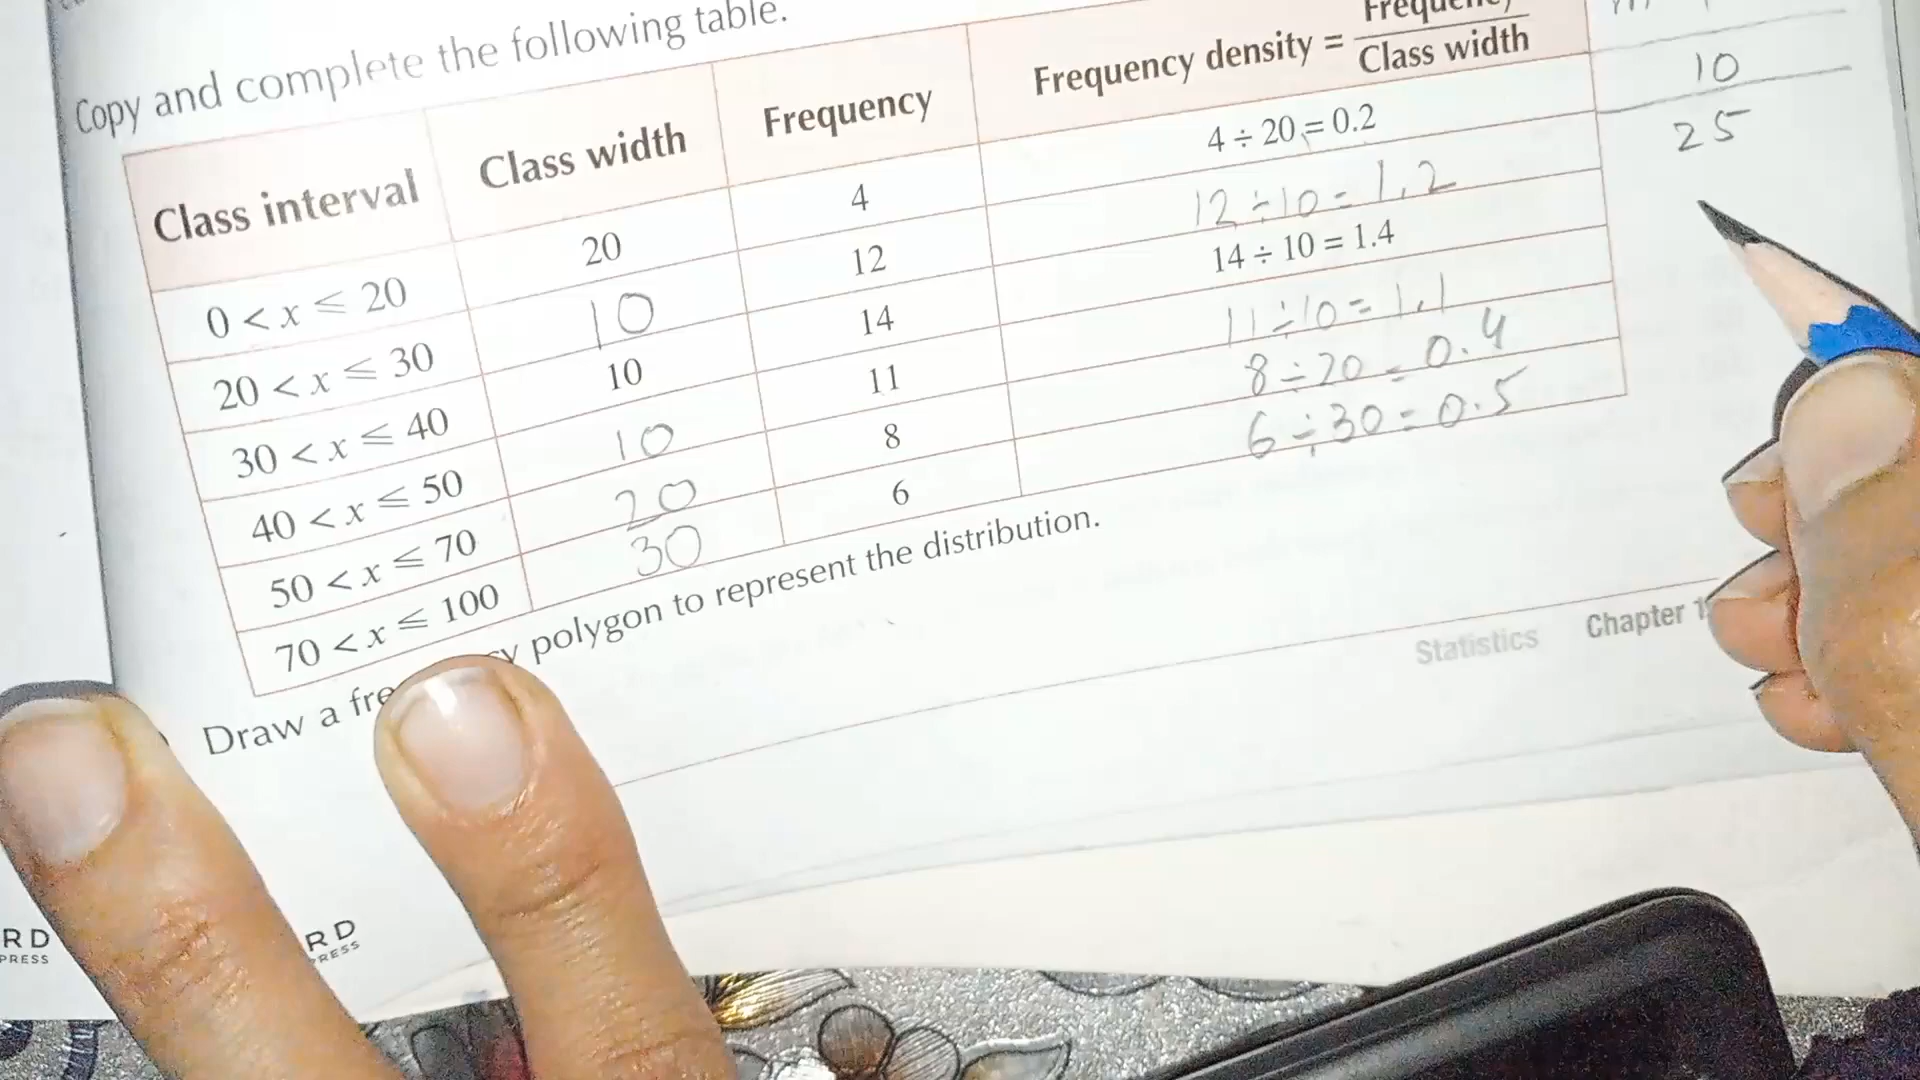 Copy and complete the following table.
Class interval Class width Frequency Frequency density = Frequency / Class width
0 < x ⩽ 20 20 4 4 ÷ 20 = 0.2
20 < x ⩽ 30 10 12 12 ÷ 10 = 1.2
30 < x ⩽ 40 10 14 14 ÷ 10 = 1.4
40 < x ⩽ 50 10 11 11 ÷ 10 = 1.1
50 < x ⩽ 70 20 8 8 ÷ 20 = 0.4
70 < x ⩽ 100 30 6 6 ÷ 30 = 0.5
10
25
Draw a polygon to represent the distribution.
Statistics Chapter
RD
PRESS
RD
PRESS